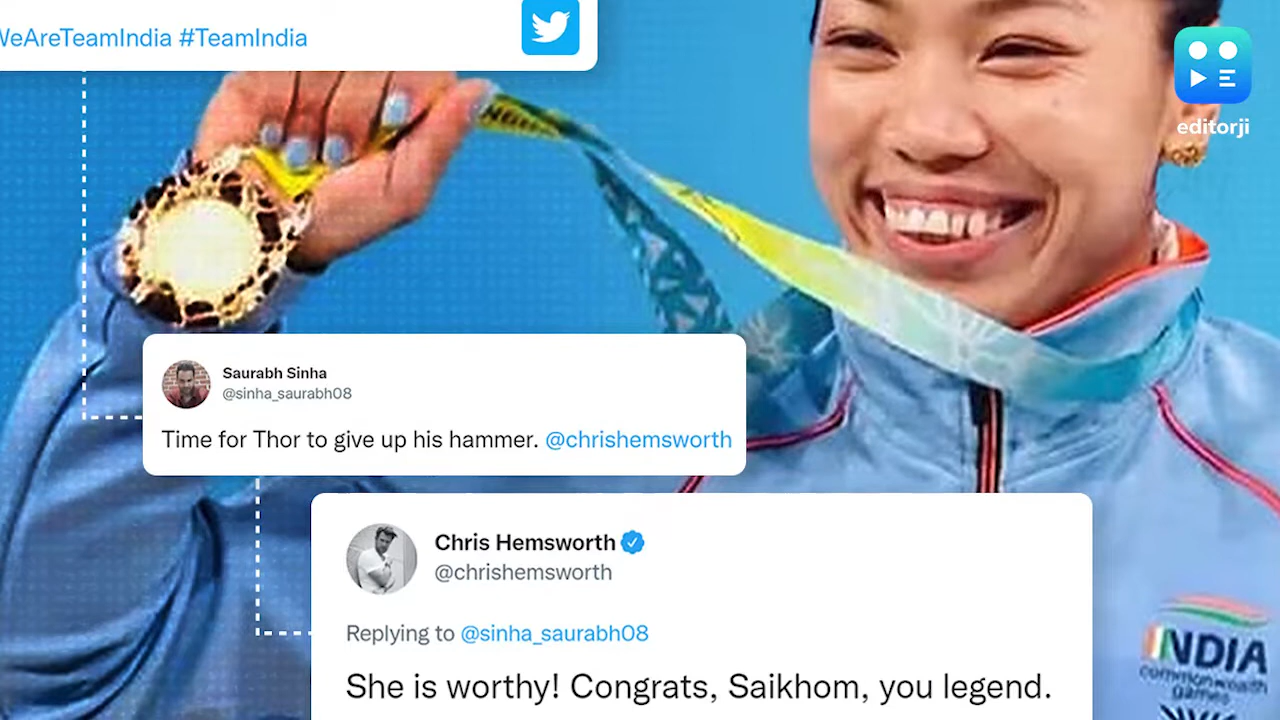 WeAreTeamIndia #TeamIndia
editorji
Saurabh Sinha
@sinha_saurabh08
Time for Thor to give up his hammer. @chrishemsworth
Chris Hemsworth
@chrishemsworth
Replying to @sinha_saurabh08
She is worthy! Congrats, Saikhom, you legend.
INDIA
commonwealth
games